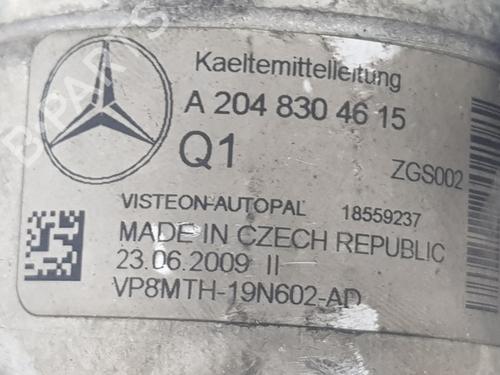 Kaeltemittelleitung
A 204 830 46 15
Q1
ZGS002
VISTEON-AUTOPAL 18559237
MADE IN CZECH REPUBLIC
23.06.2009 II
VP8MTH-19N602-AD